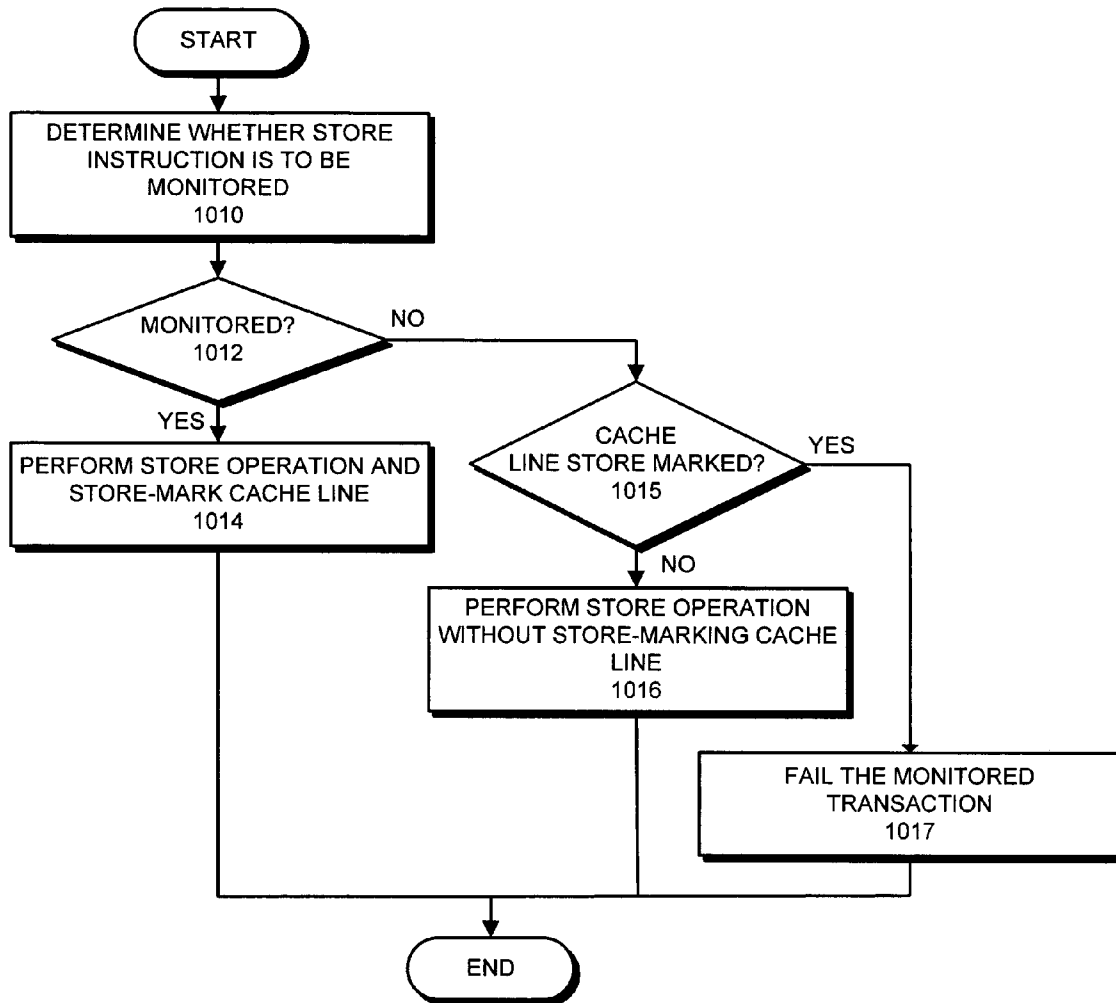 START
DETERMINE WHETHER STORE
INSTRUCTION IS TO BE
MONITORED
1010
MONITORED?
1012
NO
YES
PERFORM STORE OPERATION AND
STORE-MARK CACHE LINE
1014
CACHE
LINE STORE MARKED?
1015
YES
NO
PERFORM STORE OPERATION
WITHOUT STORE-MARKING CACHE
LINE
1016
FAIL THE MONITORED
TRANSACTION
1017
END